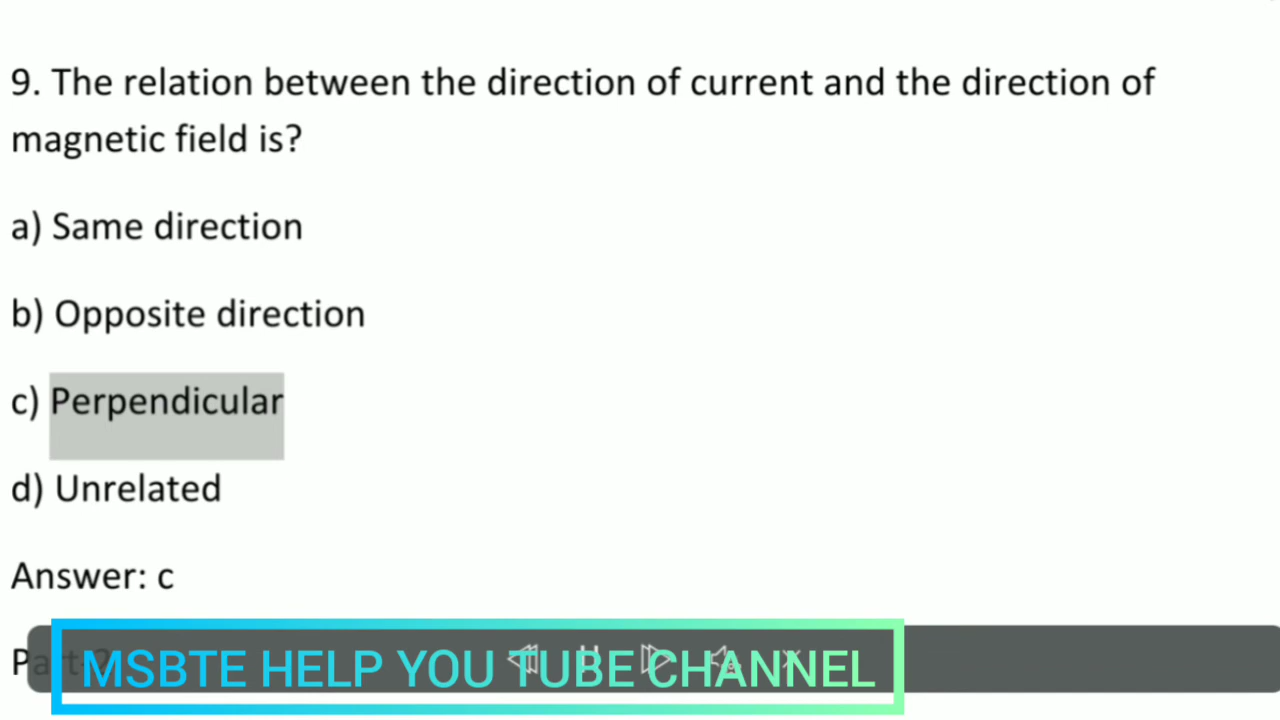 9. The relation between the direction of current and the direction of
magnetic field is?
a) Same direction
b) Opposite direction
c) Perpendicular
d) Unrelated
Answer: c
MSBTE HELP YOU TUBE CHANNEL